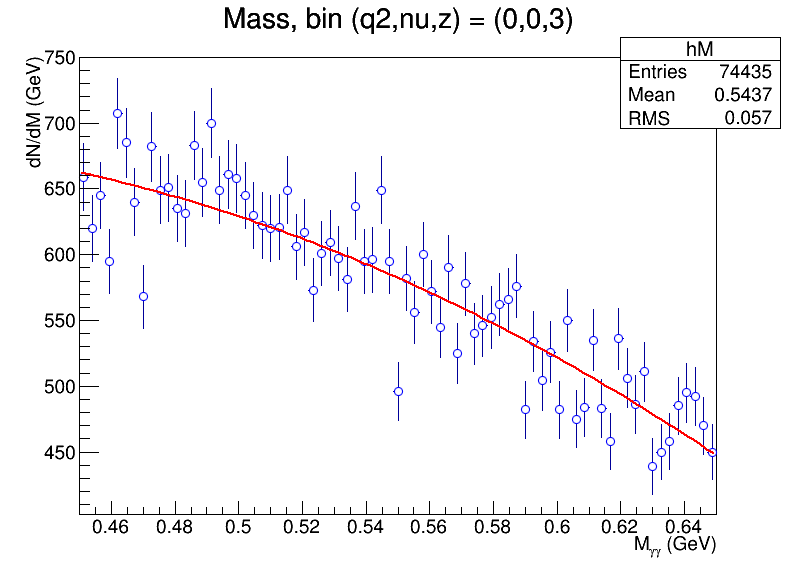 Mass, bin (q2,nu,z) = (0,0,3)
hM
Entries 74435
Mean 0.5437
RMS 0.057
dN/dM (GeV)
750
700
650
600
550
500
450
0.46 0.48 0.5 0.52 0.54 0.56 0.58 0.6 0.62 0.64
Mγγ (GeV)